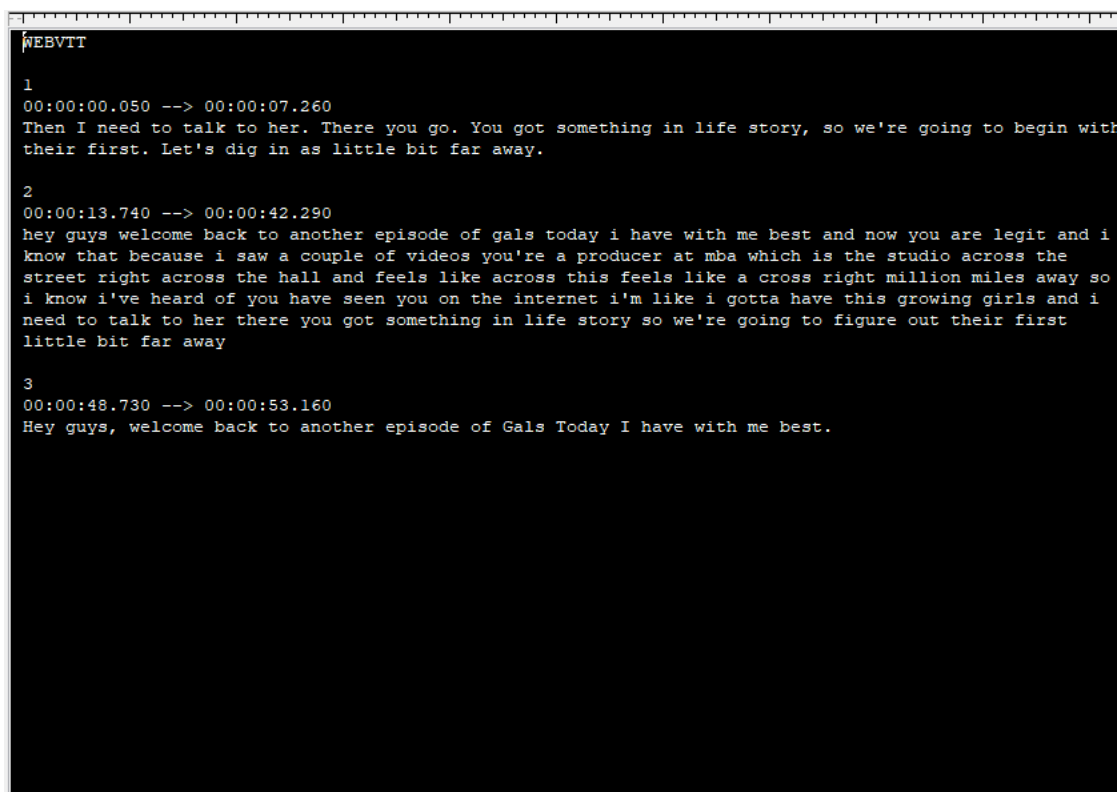 WEBVTT
1
00:00:00.050 --> 00:00:07.260
Then I need to talk to her. There you go. You got something in life story, so we're going to begin with
their first. Let's dig in as little bit far away.
2
00:00:13.740 --> 00:00:42.290
hey guys welcome back to another episode of gals today i have with me best and now you are legit and i
know that because i saw a couple of videos you're a producer at mba which is the studio across the
street right across the hall and feels like across this feels like a cross right million miles away so
i know i've heard of you have seen you on the internet i'm like i gotta have this growing girls and i
need to talk to her there you got something in life story so we're going to figure out their first
little bit far away
3
00:00:48.730 --> 00:00:53.160
Hey guys, welcome back to another episode of Gals Today I have with me best.